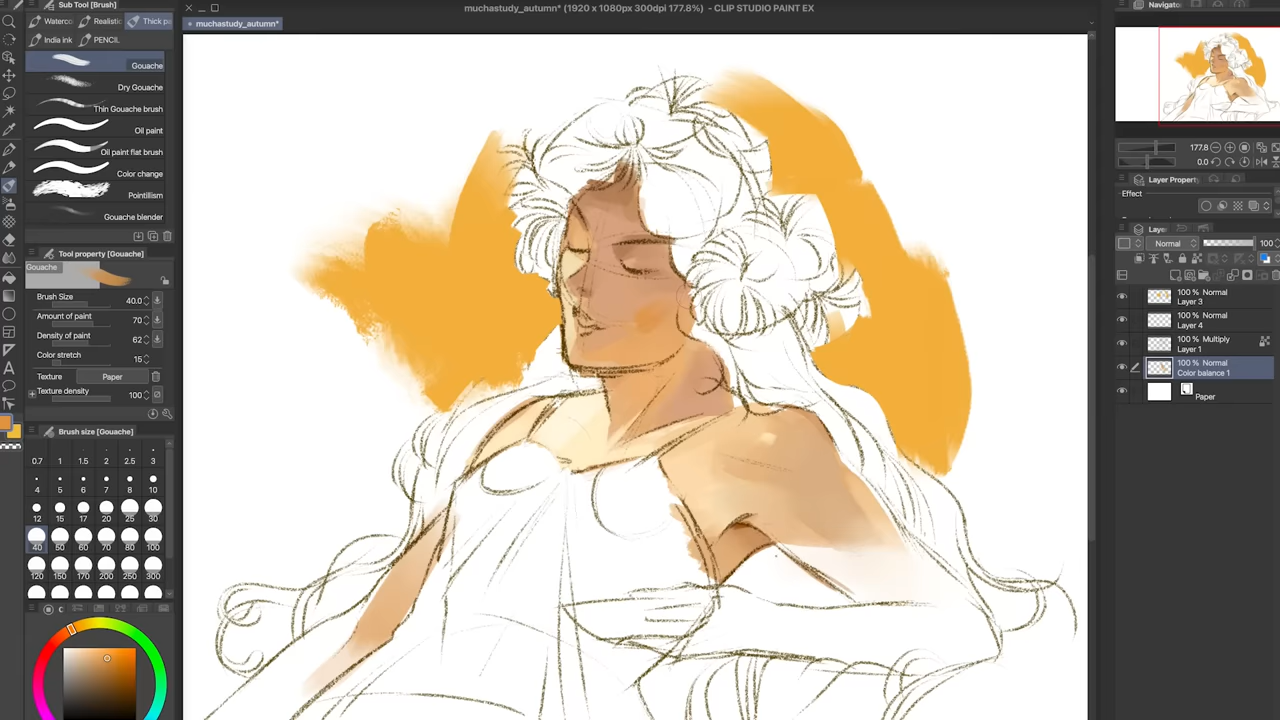 Sub Tool [Brush]
muchastudy_autumn* (1920 x 1080px 300dpi 177.8%) - CLIP STUDIO PAINT EX
Navigato
Waterco Realistic Thick pa
muchastudy_autumn*
India ink PENCIL.
Gouache
Dry Gouache
Thin Gouache brush
Oil paint
Oil paint flat brush
Color change
Pointillism
Gouache blender
Tool property [Gouache]
Gouache
Brush Size 40.0
Amount of paint 70
Density of paint 62
Color stretch 15
Texture Paper
Texture density 100
Brush size [Gouache]
0.7 1 1.5 2 2.5 3
4 5 6 7 8 10
12 15 17 20 25 30
40 50 60 70 80 100
120 150 170 200 250 300
177.8
0.0
Layer Property
Effect
Laye
Normal 100
100 % Normal
Layer 3
100 % Normal
Layer 4
100 % Multiply
Layer 1
100 % Normal
Color balance 1
Paper